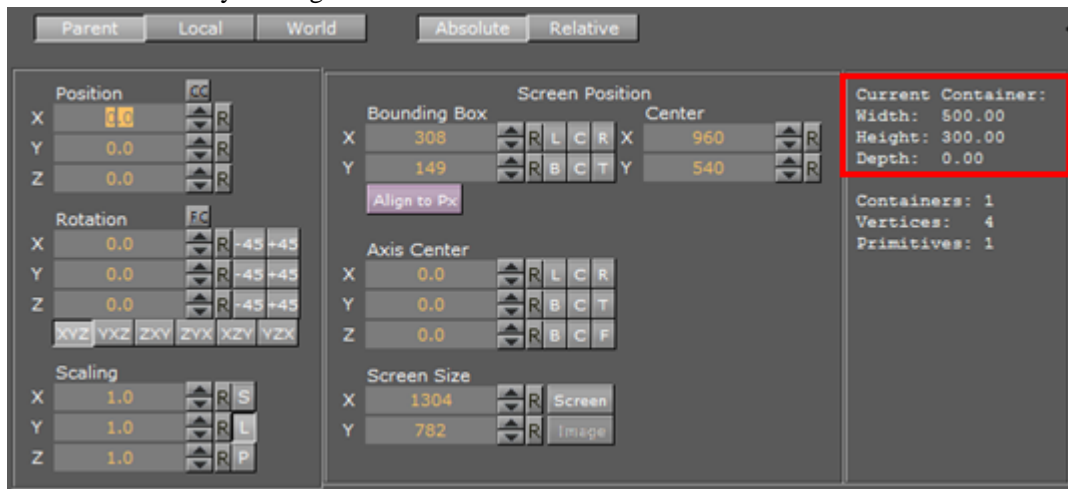 Parent Local World Absolute Relative
Position CC
X 0.0 R
Y 0.0 R
Z 0.0 R
Rotation FC
X 0.0 R -45 +45
Y 0.0 R -45 +45
Z 0.0 R -45 +45
XYZ YXZ ZXY ZYX XZY YZX
Scaling
X 1.0 R S
Y 1.0 R L
Z 1.0 R P
Screen Position
Bounding Box Center
X 308 R L C R X 960 R
Y 149 R B C T Y 540 R
Align to Px
Axis Center
X 0.0 R L C R
Y 0.0 R B C T
Z 0.0 R B C F
Screen Size
X 1304 R Screen
Y 782 R Image
Current Container:
Width: 500.00
Height: 300.00
Depth: 0.00
Containers: 1
Vertices: 4
Primitives: 1